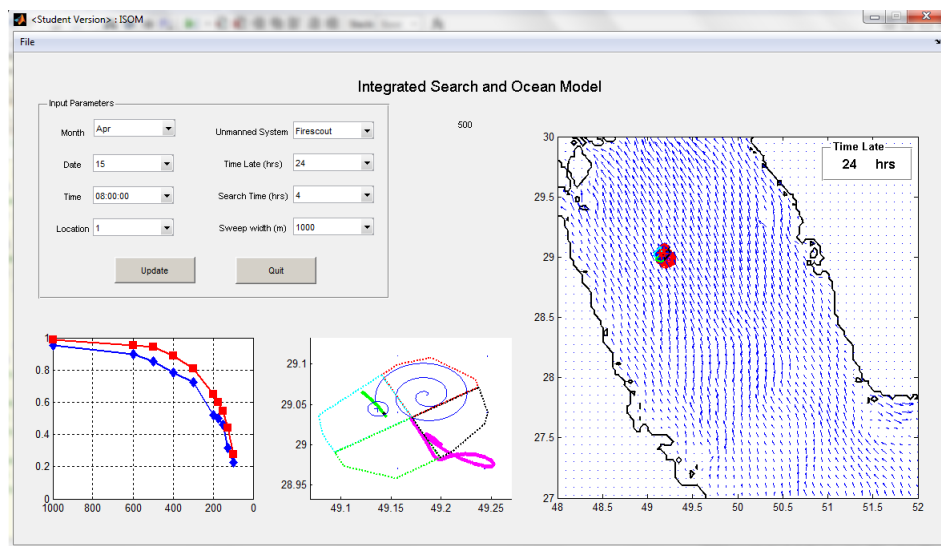 <Student Version> : ISOM
File
Integrated Search and Ocean Model
Input Parameters
Month Apr Unmanned System Firescout
Date 15 Time Late (hrs) 24
Time 08:00:00 Search Time (hrs) 4
Location 1 Sweep width (m) 1000
Update Quit
500
Time Late
24 hrs
30
29.5
29
28.5
28
27.5
27
48 48.5 49 49.5 50 50.5 51 51.5 52
1
0.8
0.6
0.4
0.2
0
1000 800 600 400 200 0
29.1
29.05
29
28.95
49.1 49.15 49.2 49.25